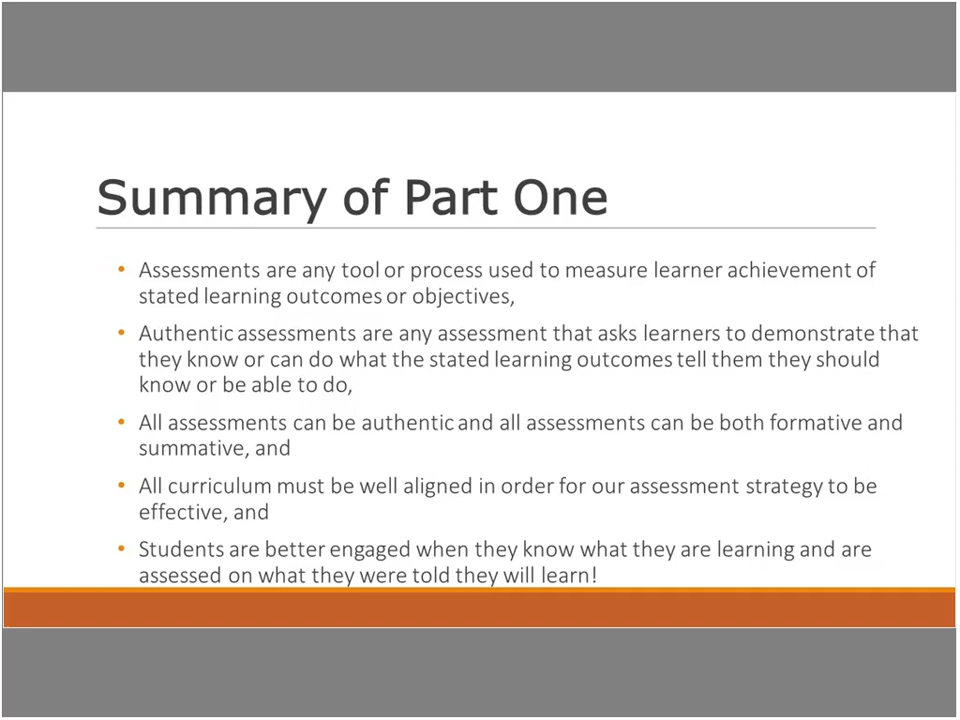 Summary of Part One
• Assessments are any tool or process used to measure learner achievement of
stated learning outcomes or objectives,
• Authentic assessments are any assessment that asks learners to demonstrate that
they know or can do what the stated learning outcomes tell them they should
know or be able to do,
• All assessments can be authentic and all assessments can be both formative and
summative, and
• All curriculum must be well aligned in order for our assessment strategy to be
effective, and
• Students are better engaged when they know what they are learning and are
assessed on what they were told they will learn!